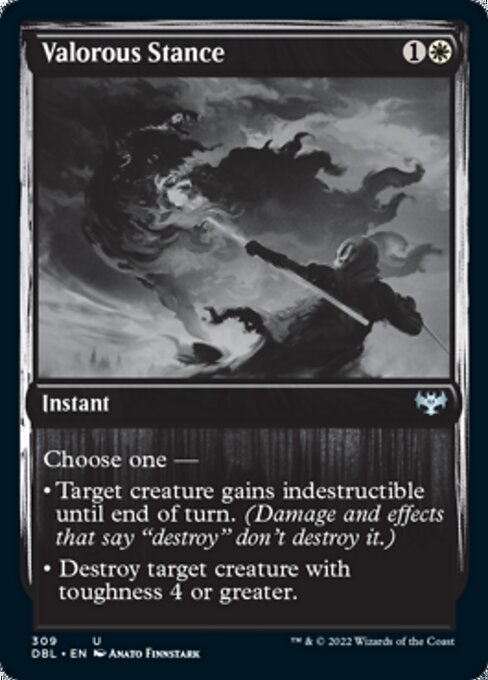 Valorous Stance 1
Instant
Choose one —
• Target creature gains indestructible
until end of turn. (Damage and effects
that say “destroy” don’t destroy it.)
• Destroy target creature with
toughness 4 or greater.
309 U
DBL • EN Anato Finnstark
™ & © 2022 Wizards of the Coast